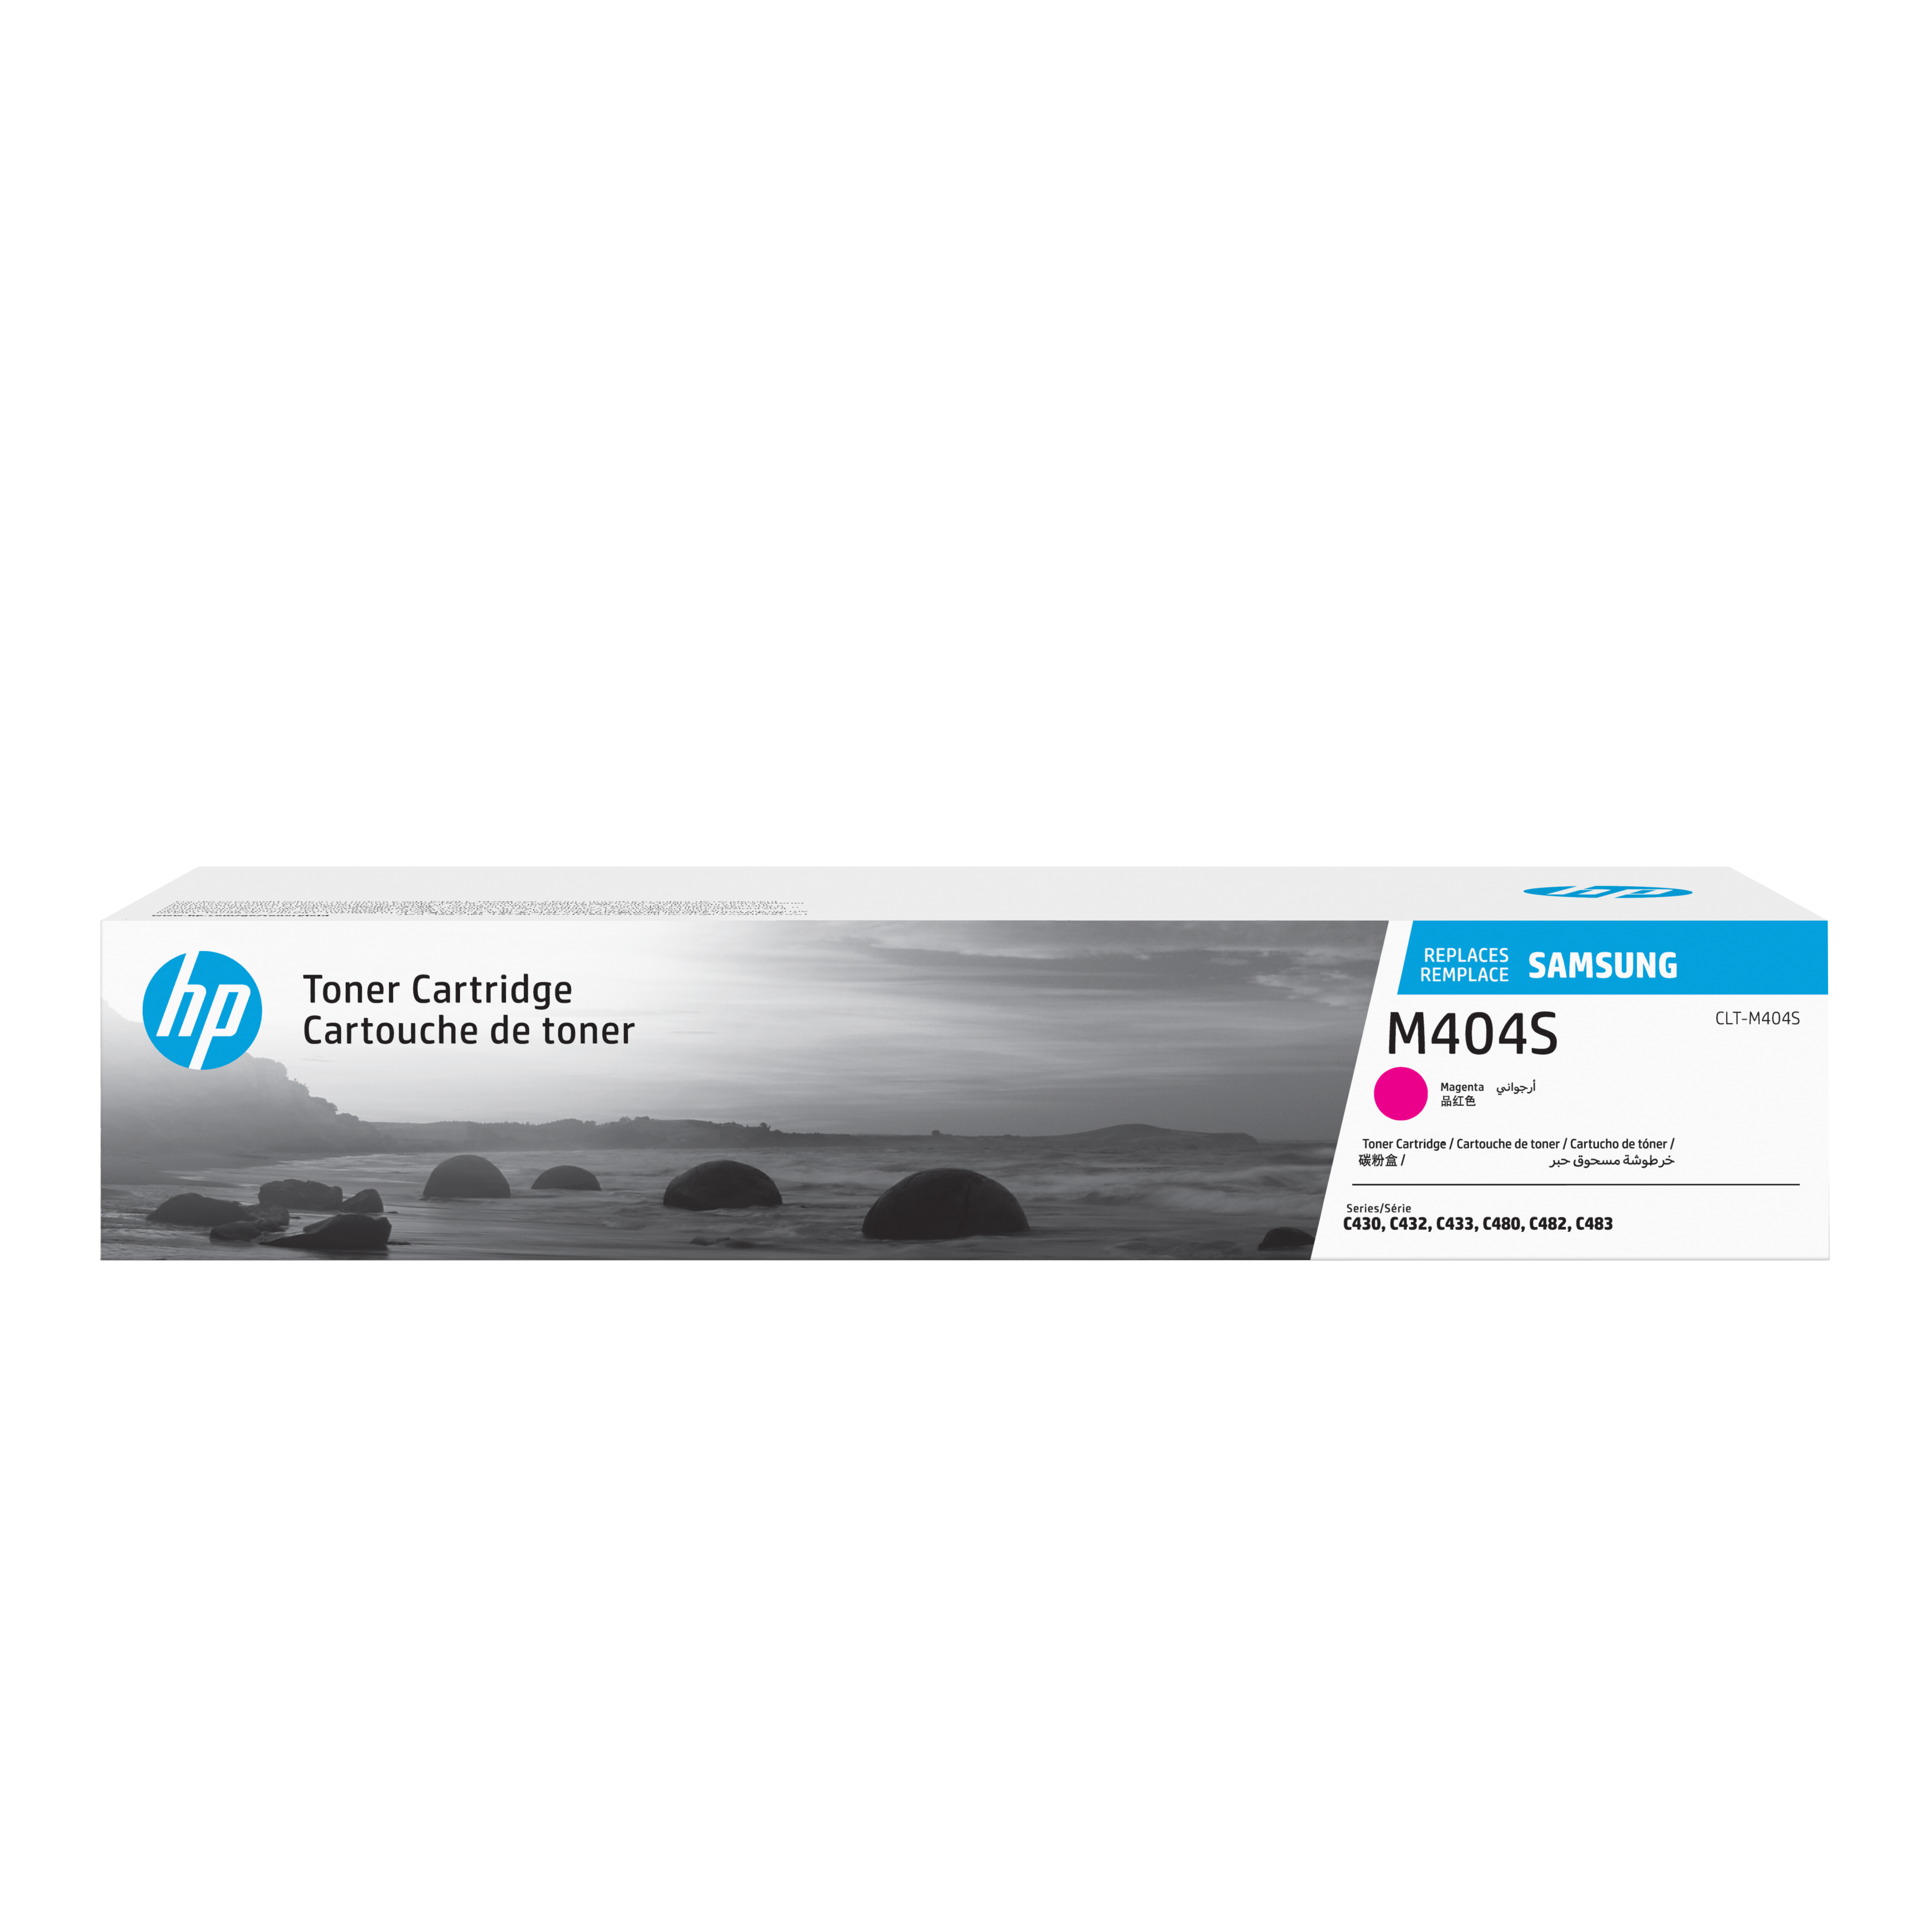 hp
hp
Toner Cartridge
Cartouche de toner
REPLACES
REMPLACE
SAMSUNG
M404S
CLT-M404S
Magenta أرجواني
品红色
Toner Cartridge / Cartouche de toner / Cartucho de tóner /
碳粉盒 / خرطوشة مسحوق حبر
Series/Série
C430, C432, C433, C480, C482, C483